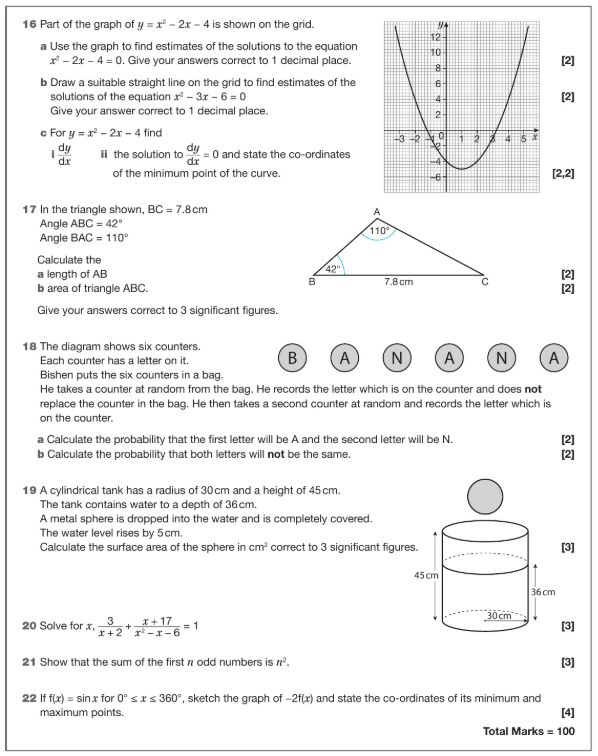 16 Part of the graph of y = x² − 2x − 4 is shown on the grid.
a Use the graph to find estimates of the solutions to the equation
x² − 2x − 4 = 0. Give your answers correct to 1 decimal place. [2]
b Draw a suitable straight line on the grid to find estimates of the [2]
solutions of the equation x² − 3x − 6 = 0
Give your answer correct to 1 decimal place.
c For y = x² − 2x − 4 find
i dy/dx ii the solution to dy/dx = 0 and state the co-ordinates
of the minimum point of the curve. [2,2]
y
12
10
8
6
4
2
−3 −2 −1 0 1 2 3 4 5 x
−2
−4
−6
17 In the triangle shown, BC = 7.8 cm
Angle ABC = 42°
Angle BAC = 110°
Calculate the
a length of AB [2]
b area of triangle ABC. [2]
Give your answers correct to 3 significant figures.
A
110°
42°
B 7.8 cm C
18 The diagram shows six counters.
Each counter has a letter on it.
Bishen puts the six counters in a bag.
B A N A N A
He takes a counter at random from the bag. He records the letter which is on the counter and does not
replace the counter in the bag. He then takes a second counter at random and records the letter which is
on the counter.
a Calculate the probability that the first letter will be A and the second letter will be N. [2]
b Calculate the probability that both letters will not be the same. [2]
19 A cylindrical tank has a radius of 30 cm and a height of 45 cm.
The tank contains water to a depth of 36 cm.
A metal sphere is dropped into the water and is completely covered.
The water level rises by 5 cm.
Calculate the surface area of the sphere in cm² correct to 3 significant figures. [3]
45 cm
36 cm
30 cm
20 Solve for x, 3/(x + 2) + (x + 17)/(x² − x − 6) = 1 [3]
21 Show that the sum of the first n odd numbers is n². [3]
22 If f(x) = sin x for 0° ≤ x ≤ 360°, sketch the graph of −2f(x) and state the co-ordinates of its minimum and
maximum points. [4]
Total Marks = 100